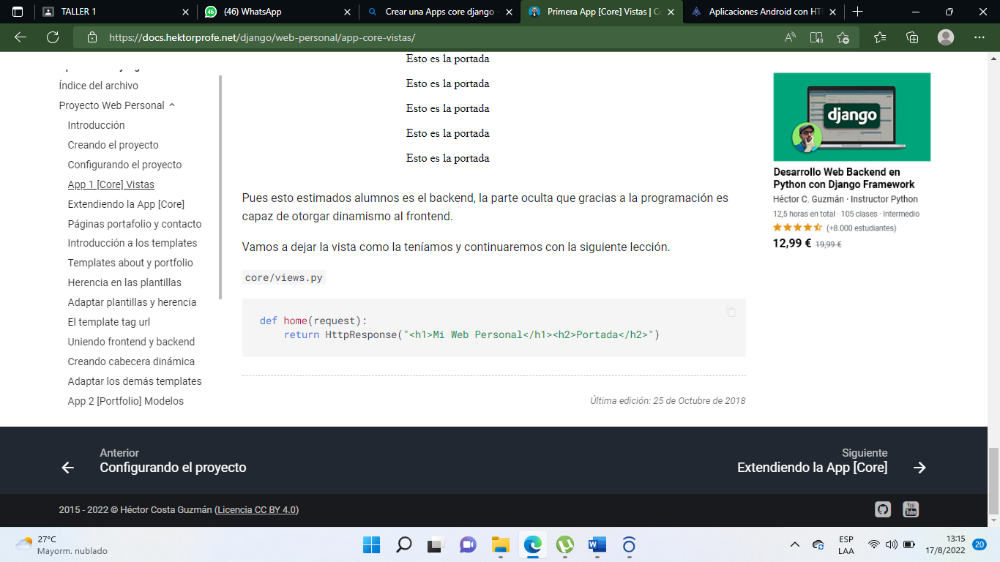 TALLER 1
(46) WhatsApp
Crear una Apps core django -
Primera App [Core] Vistas | C
Aplicaciones Android con HT
https://docs.hektorprofe.net/django/web-personal/app-core-vistas/
Índice del archivo
Proyecto Web Personal
Introducción
Creando el proyecto
Configurando el proyecto
App 1 [Core] Vistas
Extendiendo la App [Core]
Páginas portafolio y contacto
Introducción a los templates
Templates about y portfolio
Herencia en las plantillas
Adaptar plantillas y herencia
El template tag url
Uniendo frontend y backend
Creando cabecera dinámica
Adaptar los demás templates
App 2 [Portfolio] Modelos
Esto es la portada
Esto es la portada
Esto es la portada
Esto es la portada
Esto es la portada
Pues esto estimados alumnos es el backend, la parte oculta que gracias a la programación es
capaz de otorgar dinamismo al frontend.
Vamos a dejar la vista como la teníamos y continuaremos con la siguiente lección.
core/views.py
def home(request):
    return HttpResponse("<h1>Mi Web Personal</h1><h2>Portada</h2>")
Última edición: 25 de Octubre de 2018
django
Desarrollo Web Backend en
Python con Django Framework
Héctor C. Guzmán · Instructor Python
12,5 horas en total · 105 clases · Intermedio
(+8.000 estudiantes)
12,99 € 19,99 €
Anterior
Configurando el proyecto
Siguiente
Extendiendo la App [Core]
2015 - 2022 © Héctor Costa Guzmán (Licencia CC BY 4.0)
You Tube
27°C
Mayorm. nublado
ESP
LAA
13:15
17/8/2022
20